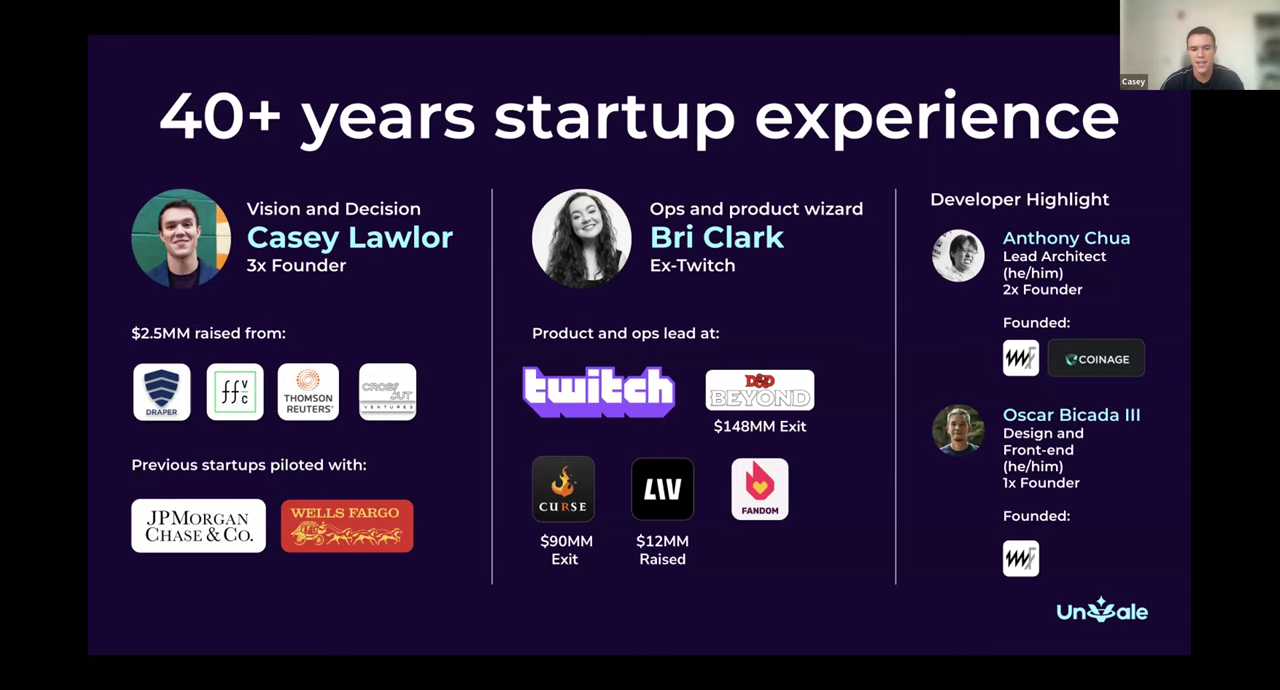 Casey
40+ years startup experience
Vision and Decision
Casey Lawlor
3x Founder
$2.5MM raised from:
DRAPER
ffvc
THOMSON
REUTERS®
CROSSCUT
VENTURES
Previous startups piloted with:
JPMORGAN
CHASE & CO.
WELLS FARGO
Ops and product wizard
Bri Clark
Ex-Twitch
Product and ops lead at:
twitch
D&D
BEYOND
$148MM Exit
CURSE
$90MM
Exit
LIV
$12MM
Raised
FANDOM
Developer Highlight
Anthony Chua
Lead Architect
(he/him)
2x Founder
Founded:
COINAGE
Oscar Bicada III
Design and
Front-end
(he/him)
1x Founder
Founded:
UnVale